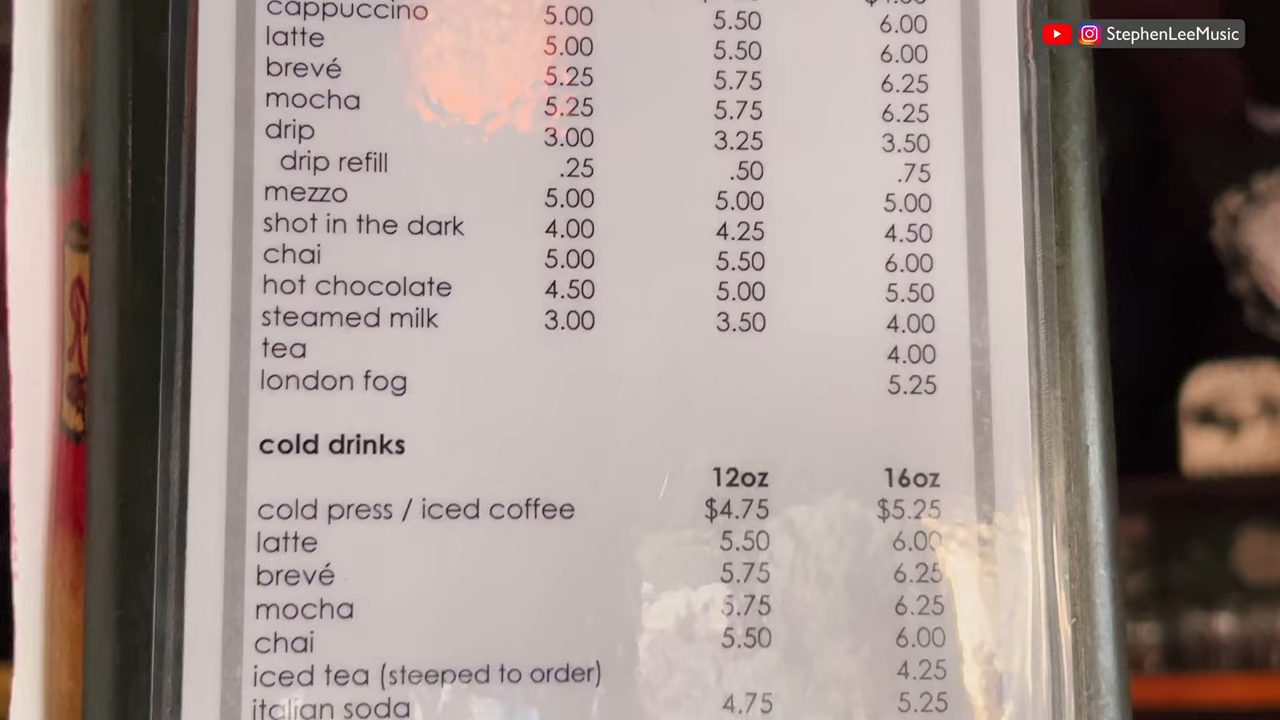 StephenLeeMusic
cappuccino 5.00 5.50 6.00
latte 5.00 5.50 6.00
brevé 5.25 5.75 6.25
mocha 5.25 5.75 6.25
drip 3.00 3.25 3.50
drip refill .25 .50 .75
mezzo 5.00 5.00 5.00
shot in the dark 4.00 4.25 4.50
chai 5.00 5.50 6.00
hot chocolate 4.50 5.00 5.50
steamed milk 3.00 3.50 4.00
tea 4.00
london fog 5.25
cold drinks
12oz 16oz
cold press / iced coffee $4.75 $5.25
latte 5.50 6.00
brevé 5.75 6.25
mocha 5.75 6.25
chai 5.50 6.00
iced tea (steeped to order) 4.25
italian soda 4.75 5.25